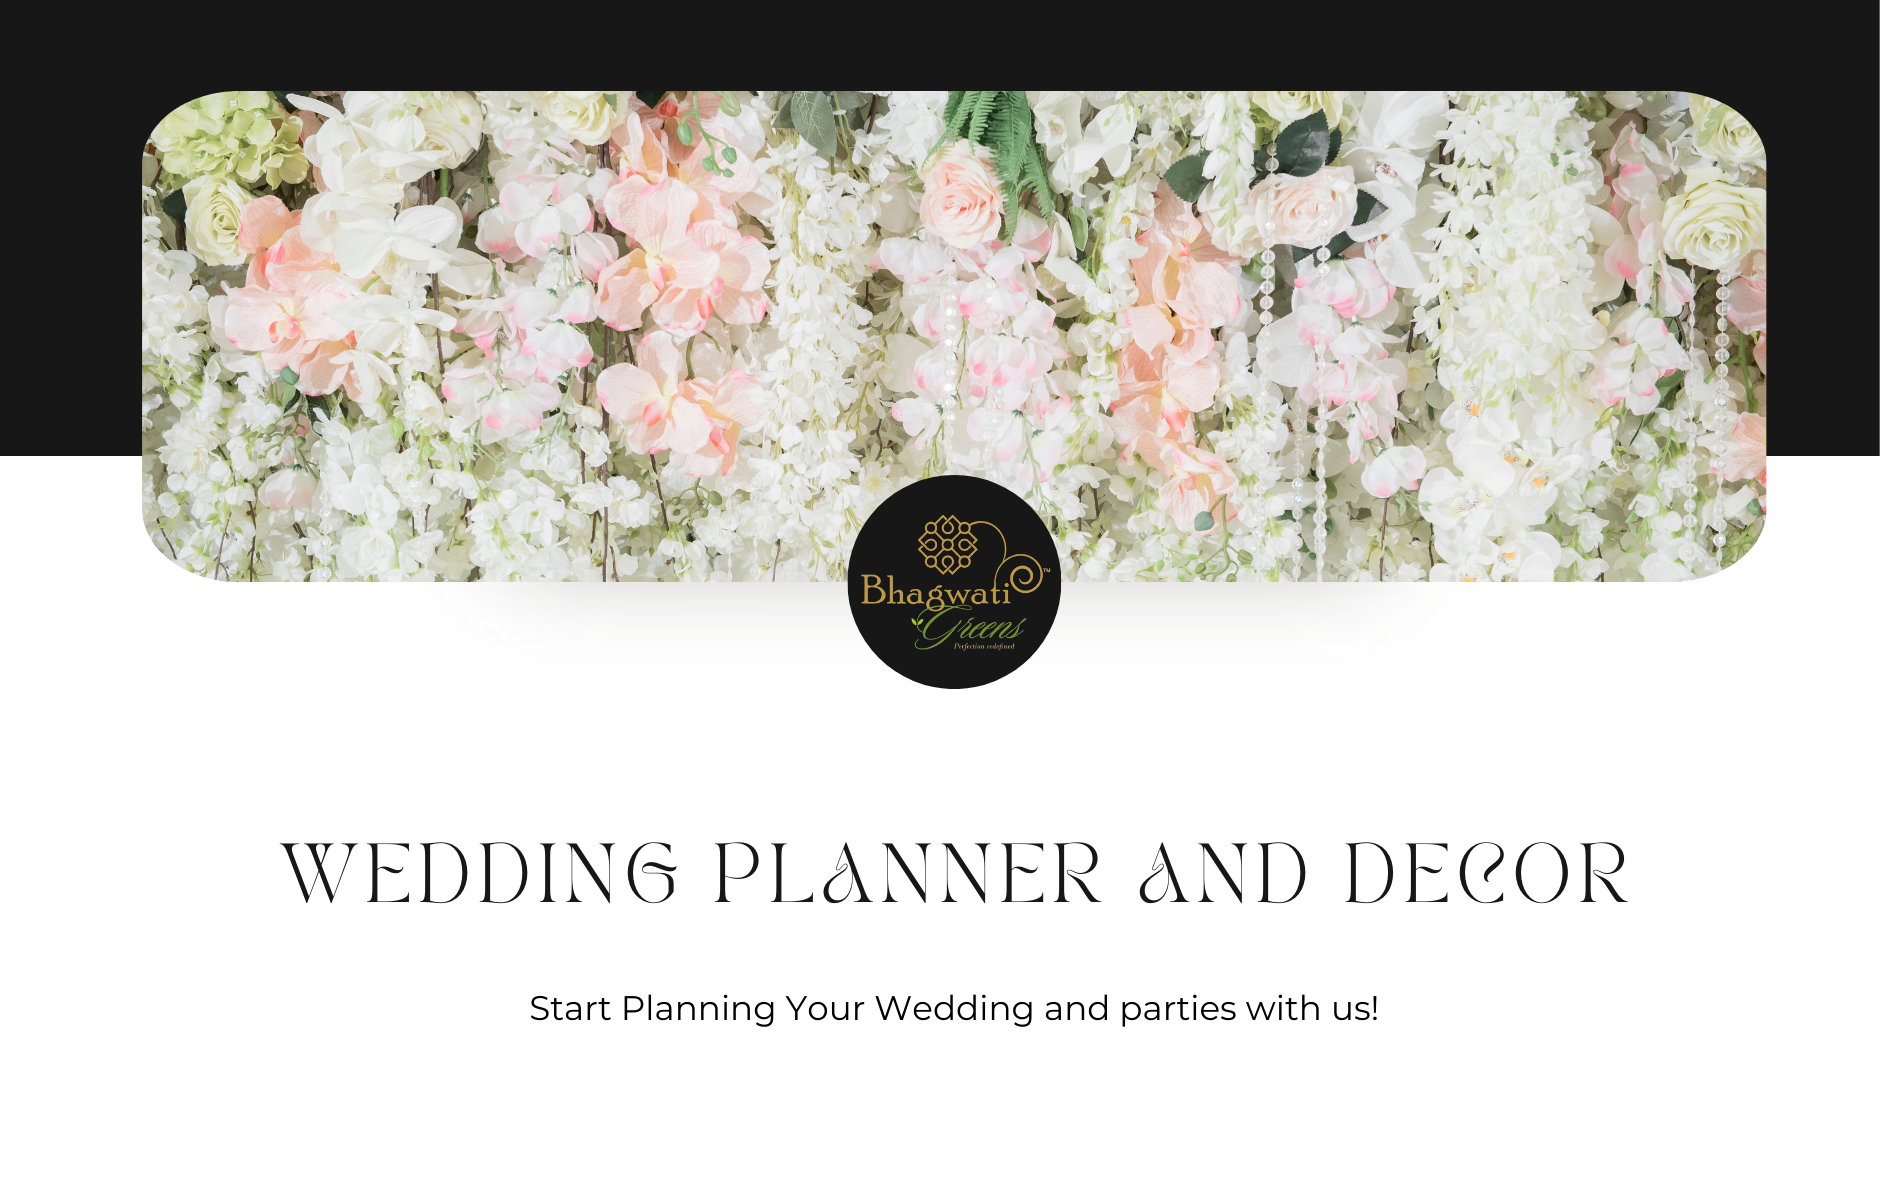 Bhagwati™
Greens
Perfection redefined
WEDDING PLANNER AND DECOR
Start Planning Your Wedding and parties with us!